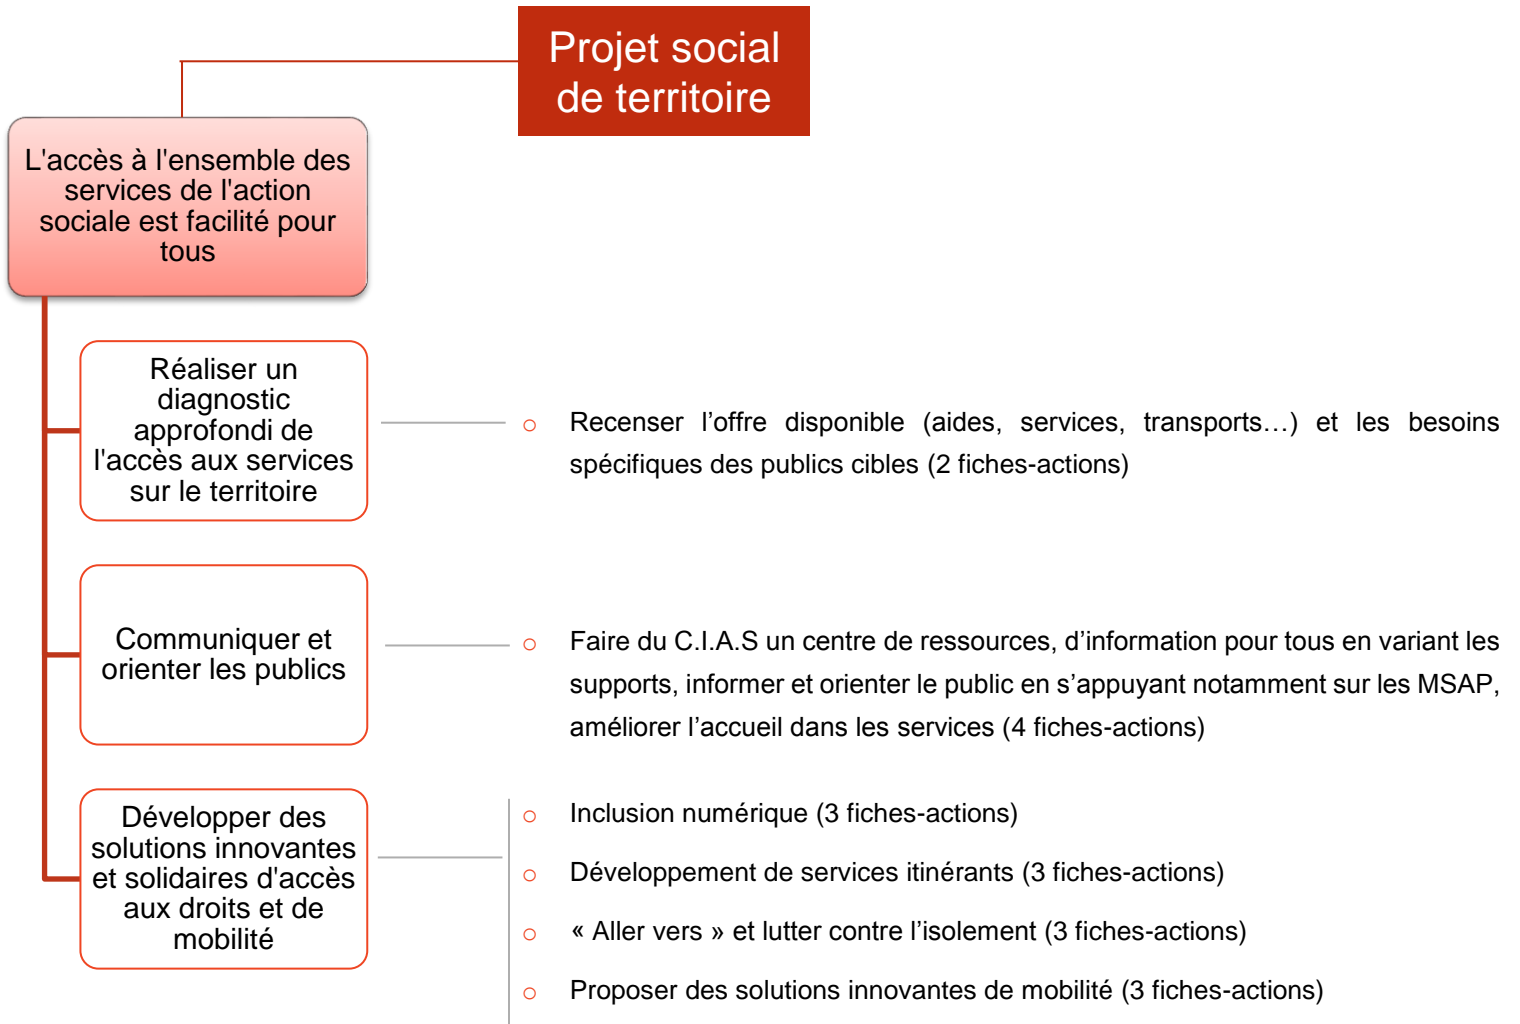 Projet social
de territoire
L'accès à l'ensemble des
services de l'action
sociale est facilité pour
tous
Réaliser un
diagnostic
approfondi de
l'accès aux services
sur le territoire
o Recenser l’offre disponible (aides, services, transports…) et les besoins
spécifiques des publics cibles (2 fiches-actions)
Communiquer et
orienter les publics
o Faire du C.I.A.S un centre de ressources, d’information pour tous en variant les
supports, informer et orienter le public en s’appuyant notamment sur les MSAP,
améliorer l’accueil dans les services (4 fiches-actions)
Développer des
solutions innovantes
et solidaires d'accès
aux droits et de
mobilité
o Inclusion numérique (3 fiches-actions)
o Développement de services itinérants (3 fiches-actions)
o « Aller vers » et lutter contre l’isolement (3 fiches-actions)
o Proposer des solutions innovantes de mobilité (3 fiches-actions)